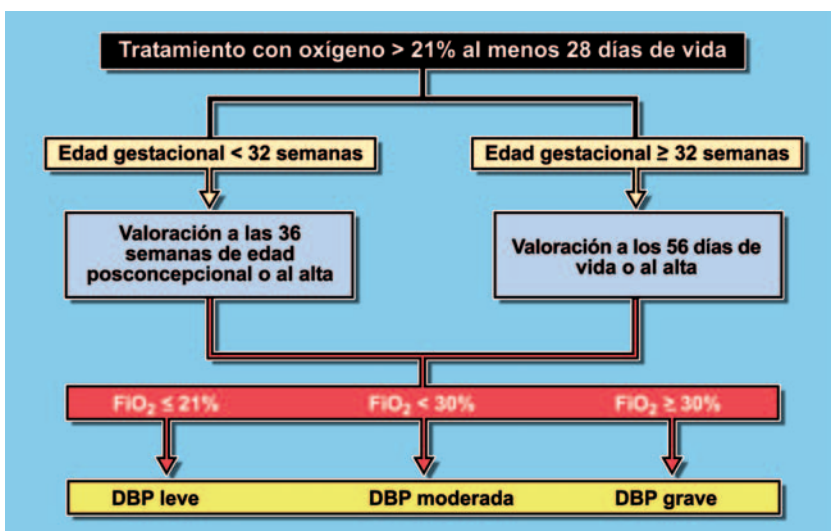 Tratamiento con oxígeno > 21% al menos 28 días de vida
Edad gestacional < 32 semanas
Edad gestacional ≥ 32 semanas
Valoración a las 36
semanas de edad
posconcepcional o al alta
Valoración a los 56 días de
vida o al alta
FiO₂ ≤ 21%
FiO₂ < 30%
FiO₂ ≥ 30%
DBP leve
DBP moderada
DBP grave